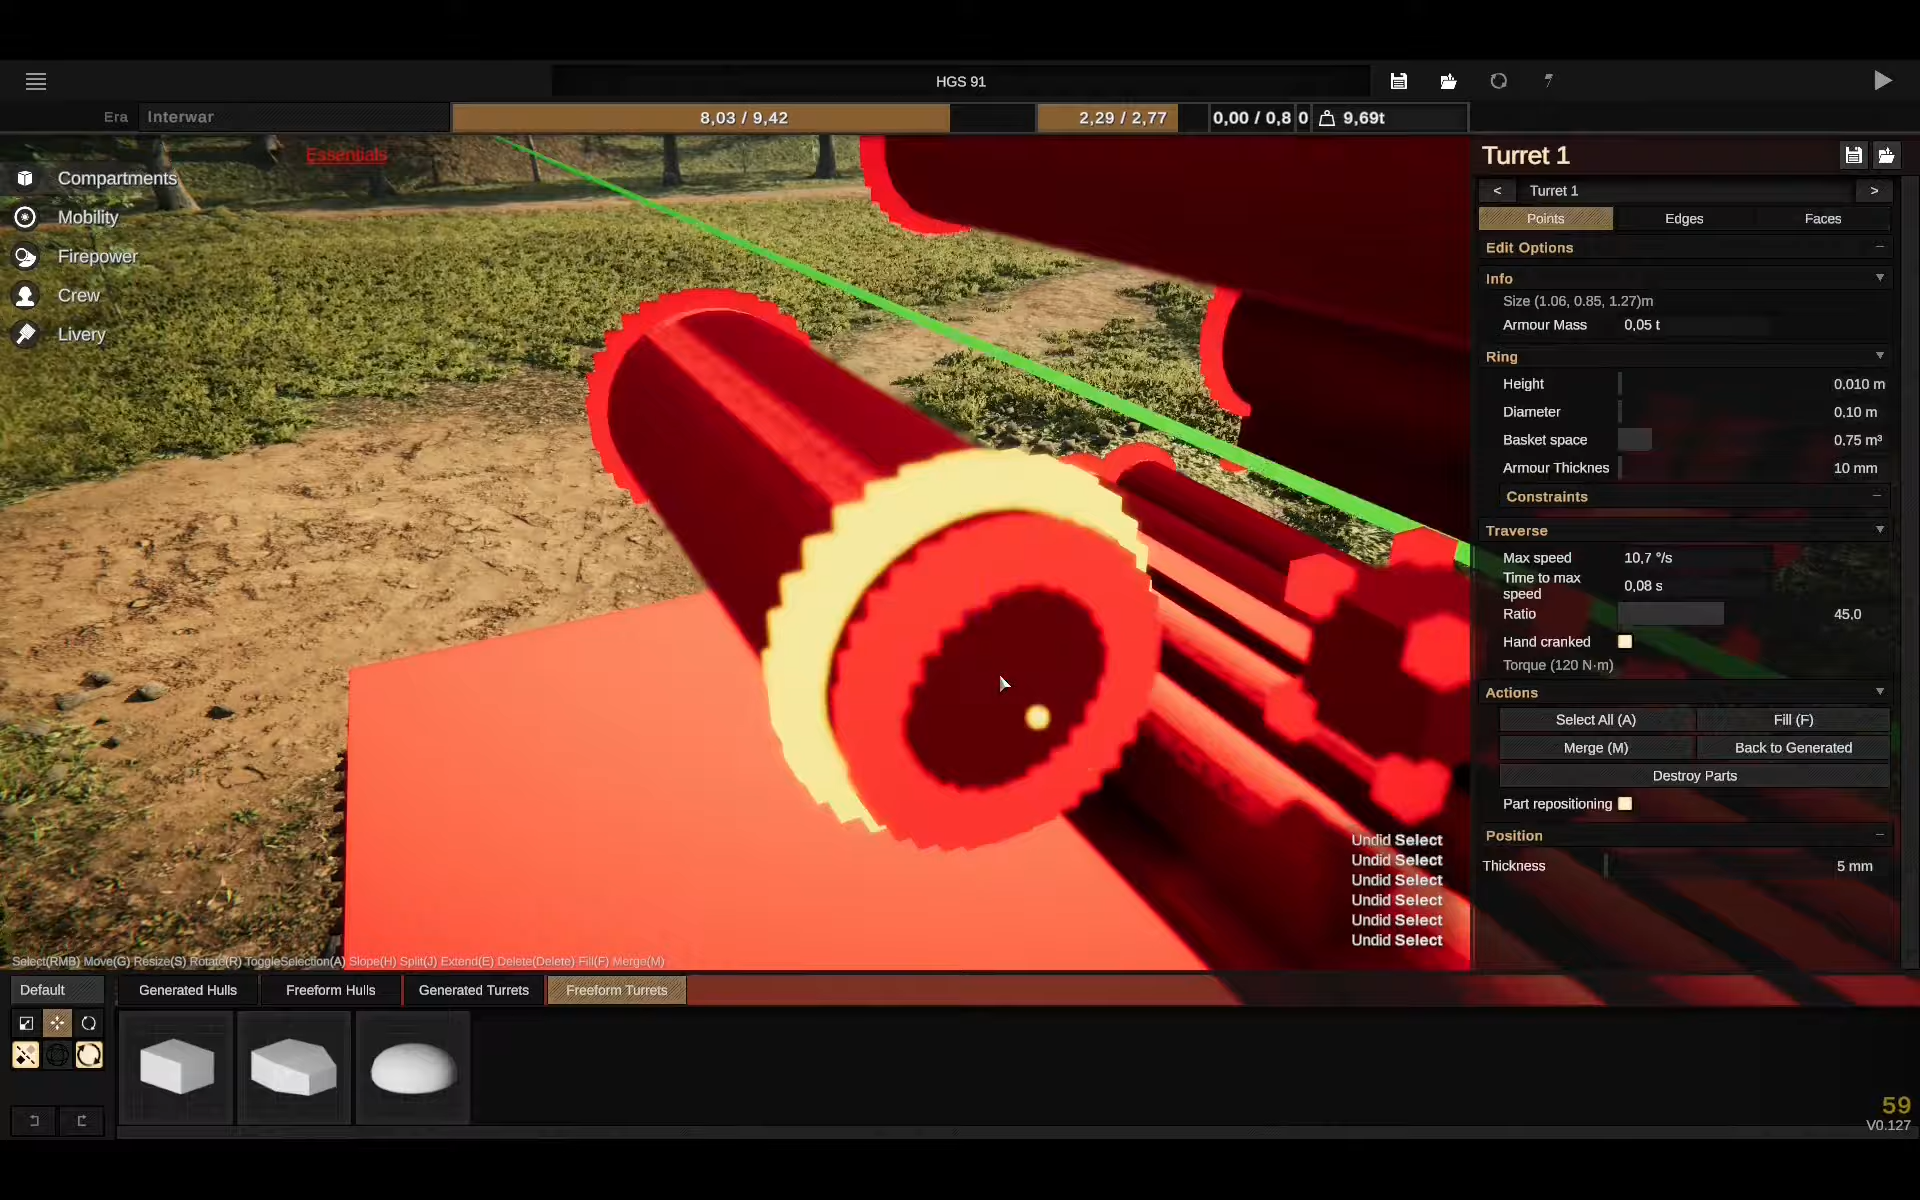 HGS 91
Era Interwar 8,03 / 9,42 2,29 / 2,77 0,00 / 0,8 0 9,69t
Essentials
Compartments
Mobility
Firepower
Crew
Livery
Turret 1
< Turret 1 >
Points Edges Faces
Edit Options
Info
Size (1.06, 0.85, 1.27)m
Armour Mass 0,05 t
Ring
Height 0,010 m
Diameter 0,10 m
Basket space 0,75 m³
Armour Thicknes 10 mm
Constraints
Traverse
Max speed 10,7 °/s
Time to max speed 0,08 s
Ratio 45,0
Hand cranked
Torque (120 N·m)
Actions
Select All (A) Fill (F)
Merge (M) Back to Generated
Destroy Parts
Part repositioning
Position
Thickness 5 mm
Undid Select
Undid Select
Undid Select
Undid Select
Undid Select
Undid Select
Select(RMB) Move(G) Resize(S) Rotate(R) ToggleSelection(A) Slope(H) Split(J) Extend(E) Delete(Delete) Fill(F) Merge(M)
Default Generated Hulls Freeform Hulls Generated Turrets Freeform Turrets
59
V0.127